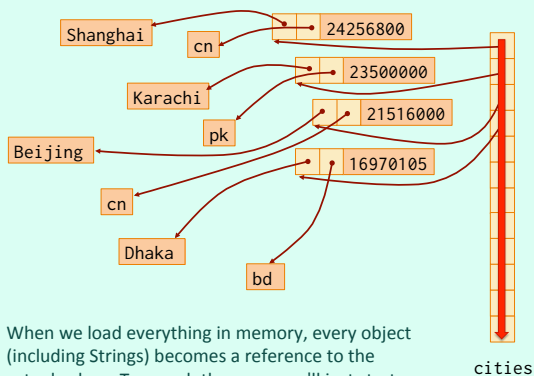 Shanghai
24256800
cn
23500000
Karachi
21516000
pk
Beijing
16970105
cn
Dhaka
bd
When we load everything in memory, every object
(including Strings) becomes a reference to the
cities